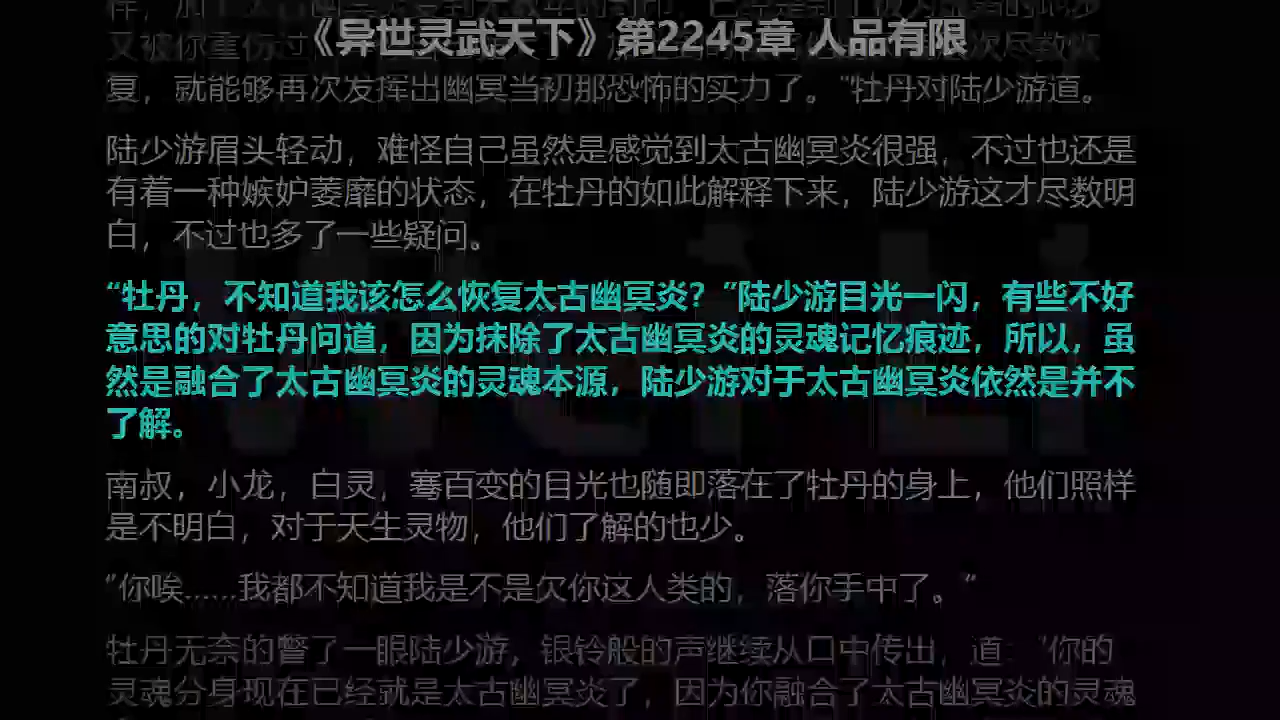 《异世灵武天下》第2245章 人品有限
复，就能够再次发挥出幽冥当初那恐怖的实力了。“牡丹对陆少游道。
陆少游眉头轻动，难怪自己虽然是感觉到太古幽冥炎很强，不过也还是
有着一种嫉妒萎靡的状态，在牡丹的如此解释下来，陆少游这才尽数明
白，不过也多了一些疑问。
“牡丹，不知道我该怎么恢复太古幽冥炎？”陆少游目光一闪，有些不好
意思的对牡丹问道，因为抹除了太古幽冥炎的灵魂记忆痕迹，所以，虽
然是融合了太古幽冥炎的灵魂本源，陆少游对于太古幽冥炎依然是并不
了解。
南叔，小龙，白灵，骞百变的目光也随即落在了牡丹的身上，他们照样
是不明白，对于天生灵物，他们了解的也少。
“你唉……我都不知道我是不是欠你这人类的，落你手中了。“
牡丹无奈的瞥了一眼陆少游，银铃般的声继续从口中传出，道：“你的
灵魂分身现在已经就是太古幽冥炎了，因为你融合了太古幽冥炎的灵魂